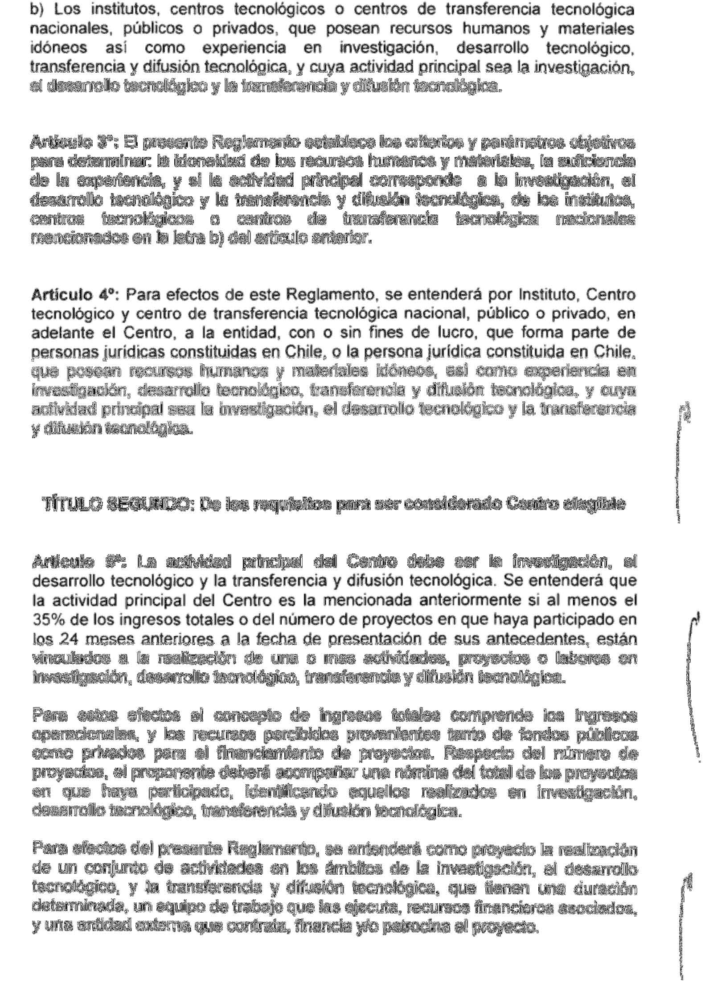 b) Los institutos, centros tecnológicos o centros de transferencia tecnológica
nacionales, públicos o privados, que posean recursos humanos y materiales
idóneos así como experiencia en investigación, desarrollo tecnológico,
transferencia y difusión tecnológica, y cuya actividad principal sea la investigación,
el desarrollo tecnológico y la transferencia y difusión tecnológica.
Artículo 3º: El presente Reglamento establece los criterios y parámetros objetivos
para determinar: la idoneidad de los recursos humanos y materiales, la suficiencia
de la experiencia, y si la actividad principal corresponde a la investigación, el
desarrollo tecnológico y la transferencia y difusión tecnológica, de los institutos,
centros tecnológicos o centros de transferencia tecnológica nacionales
mencionados en la letra b) del artículo anterior.
Artículo 4º: Para efectos de este Reglamento, se entenderá por Instituto, Centro
tecnológico y centro de transferencia tecnológica nacional, público o privado, en
adelante el Centro, a la entidad, con o sin fines de lucro, que forma parte de
personas jurídicas constituidas en Chile, o la persona jurídica constituida en Chile,
que posean recursos humanos y materiales idóneos, así como experiencia en
investigación, desarrollo tecnológico, transferencia y difusión tecnológica, y cuya
actividad principal sea la investigación, el desarrollo tecnológico y la transferencia
y difusión tecnológica.
TÍTULO SEGUNDO: De los requisitos para ser considerado Centro elegible
Artículo 5º: La actividad principal del Centro debe ser la investigación, el
desarrollo tecnológico y la transferencia y difusión tecnológica. Se entenderá que
la actividad principal del Centro es la mencionada anteriormente si al menos el
35% de los ingresos totales o del número de proyectos en que haya participado en
los 24 meses anteriores a la fecha de presentación de sus antecedentes, están
vinculados a la realización de una o mas actividades, proyectos o labores en
investigación, desarrollo tecnológico, transferencia y difusión tecnológica.
Para estos efectos el concepto de ingresos totales comprende los ingresos
operacionales, y los recursos percibidos provenientes tanto de fondos públicos
como privados para el financiamiento de proyectos. Respecto del número de
proyectos, el proponente deberá acompañar una nómina del total de los proyectos
en que haya participado, identificando aquellos realizados en investigación,
desarrollo tecnológico, transferencia y difusión tecnológica.
Para efectos del presente Reglamento, se entenderá como proyecto la realización
de un conjunto de actividades en los ámbitos de la investigación, el desarrollo
tecnológico, y la transferencia y difusión tecnológica, que tienen una duración
determinada, un equipo de trabajo que las ejecuta, recursos financieros asociados,
y una entidad externa que contrata, financia y/o patrocina el proyecto.